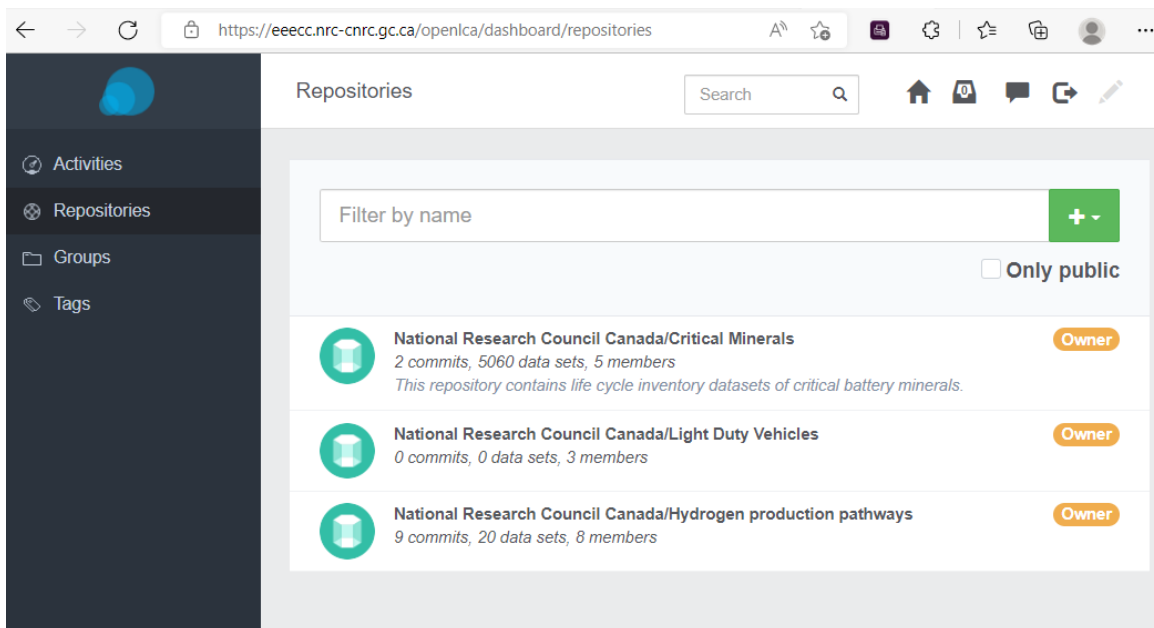 https://eeecc.nrc-cnrc.gc.ca/openlca/dashboard/repositories
Repositories
Search
0
Activities
Repositories
Groups
Tags
Filter by name
Only public
National Research Council Canada/Critical Minerals
Owner
2 commits, 5060 data sets, 5 members
This repository contains life cycle inventory datasets of critical battery minerals.
National Research Council Canada/Light Duty Vehicles
Owner
0 commits, 0 data sets, 3 members
National Research Council Canada/Hydrogen production pathways
Owner
9 commits, 20 data sets, 8 members